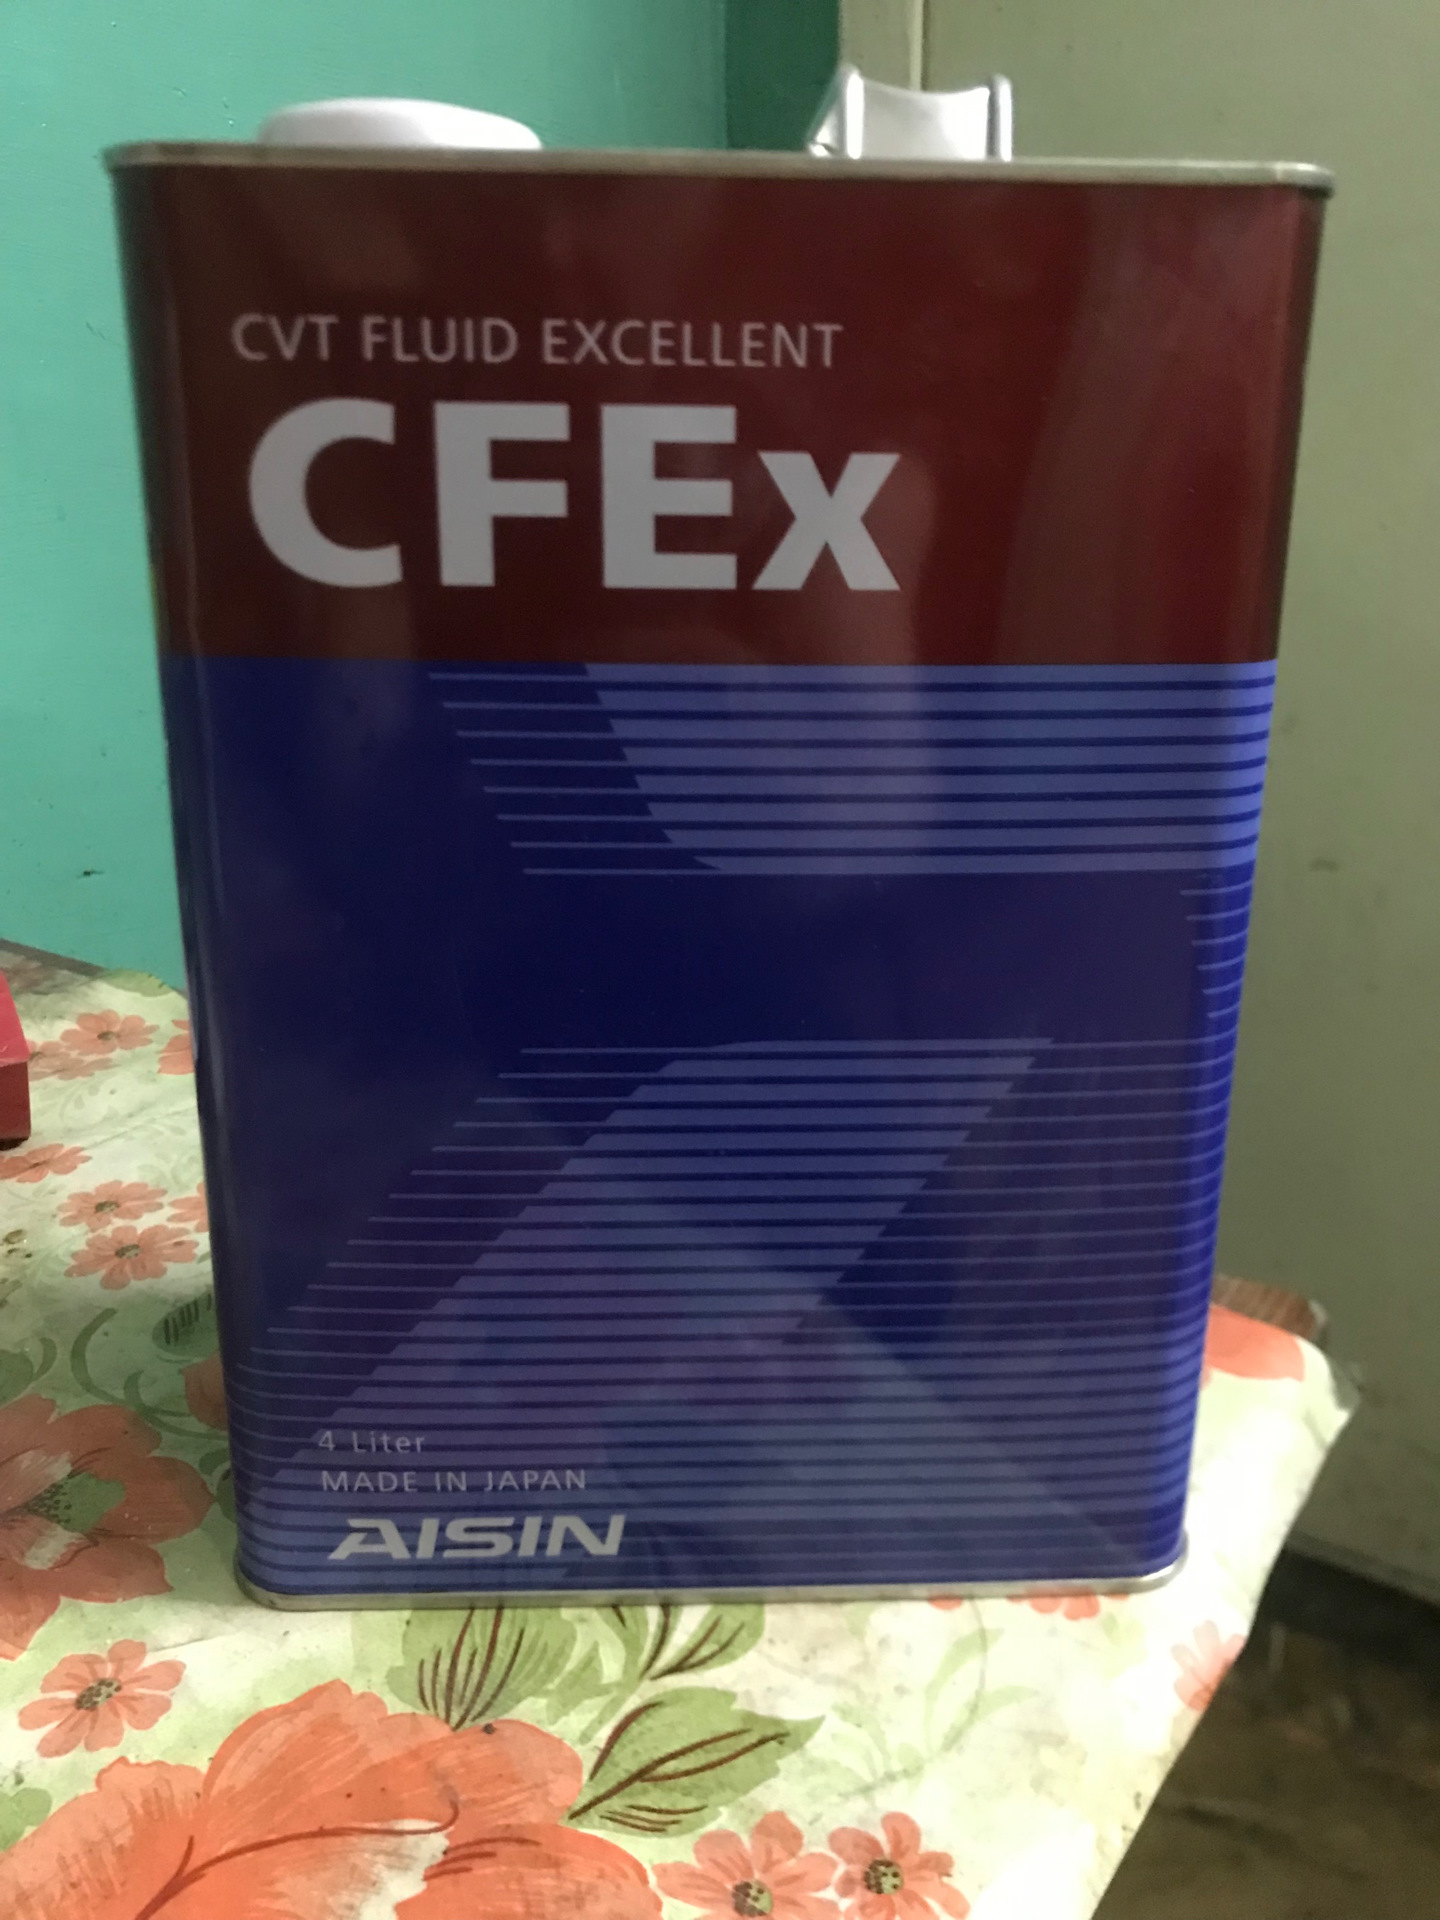 CVT FLUID EXCELLENT
CFEx
4 Liter
MADE IN JAPAN
AISIN